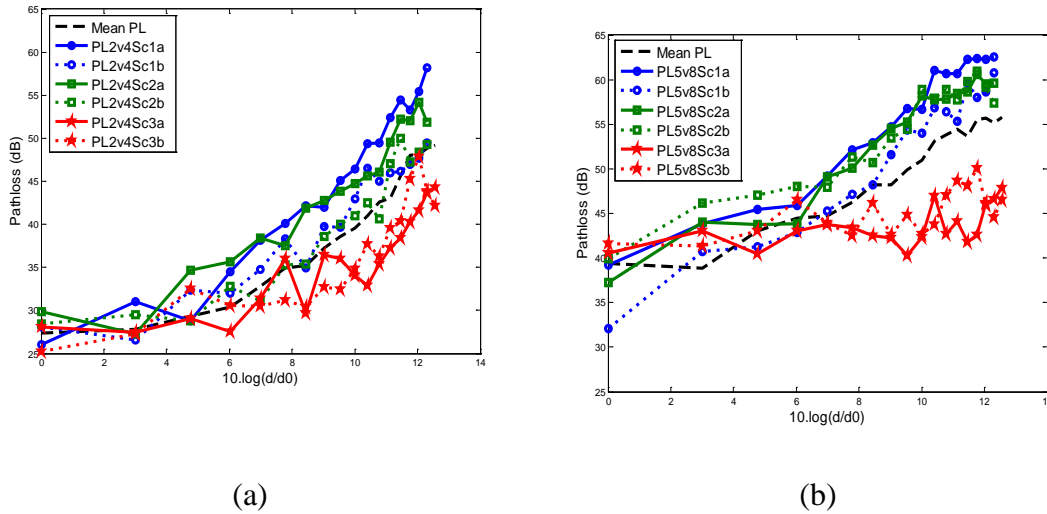 65
60
55
50
45
40
35
30
25
0 2 4 6 8 10 12 14
Pathloss (dB)
10.log(d/d0)
Mean PL
PL2v4Sc1a
PL2v4Sc1b
PL2v4Sc2a
PL2v4Sc2b
PL2v4Sc3a
PL2v4Sc3b
(a)
65
60
55
50
45
40
35
30
25
0 2 4 6 8 10 12 14
Pathloss (dB)
10.log(d/d0)
Mean PL
PL5v8Sc1a
PL5v8Sc1b
PL5v8Sc2a
PL5v8Sc2b
PL5v8Sc3a
PL5v8Sc3b
(b)